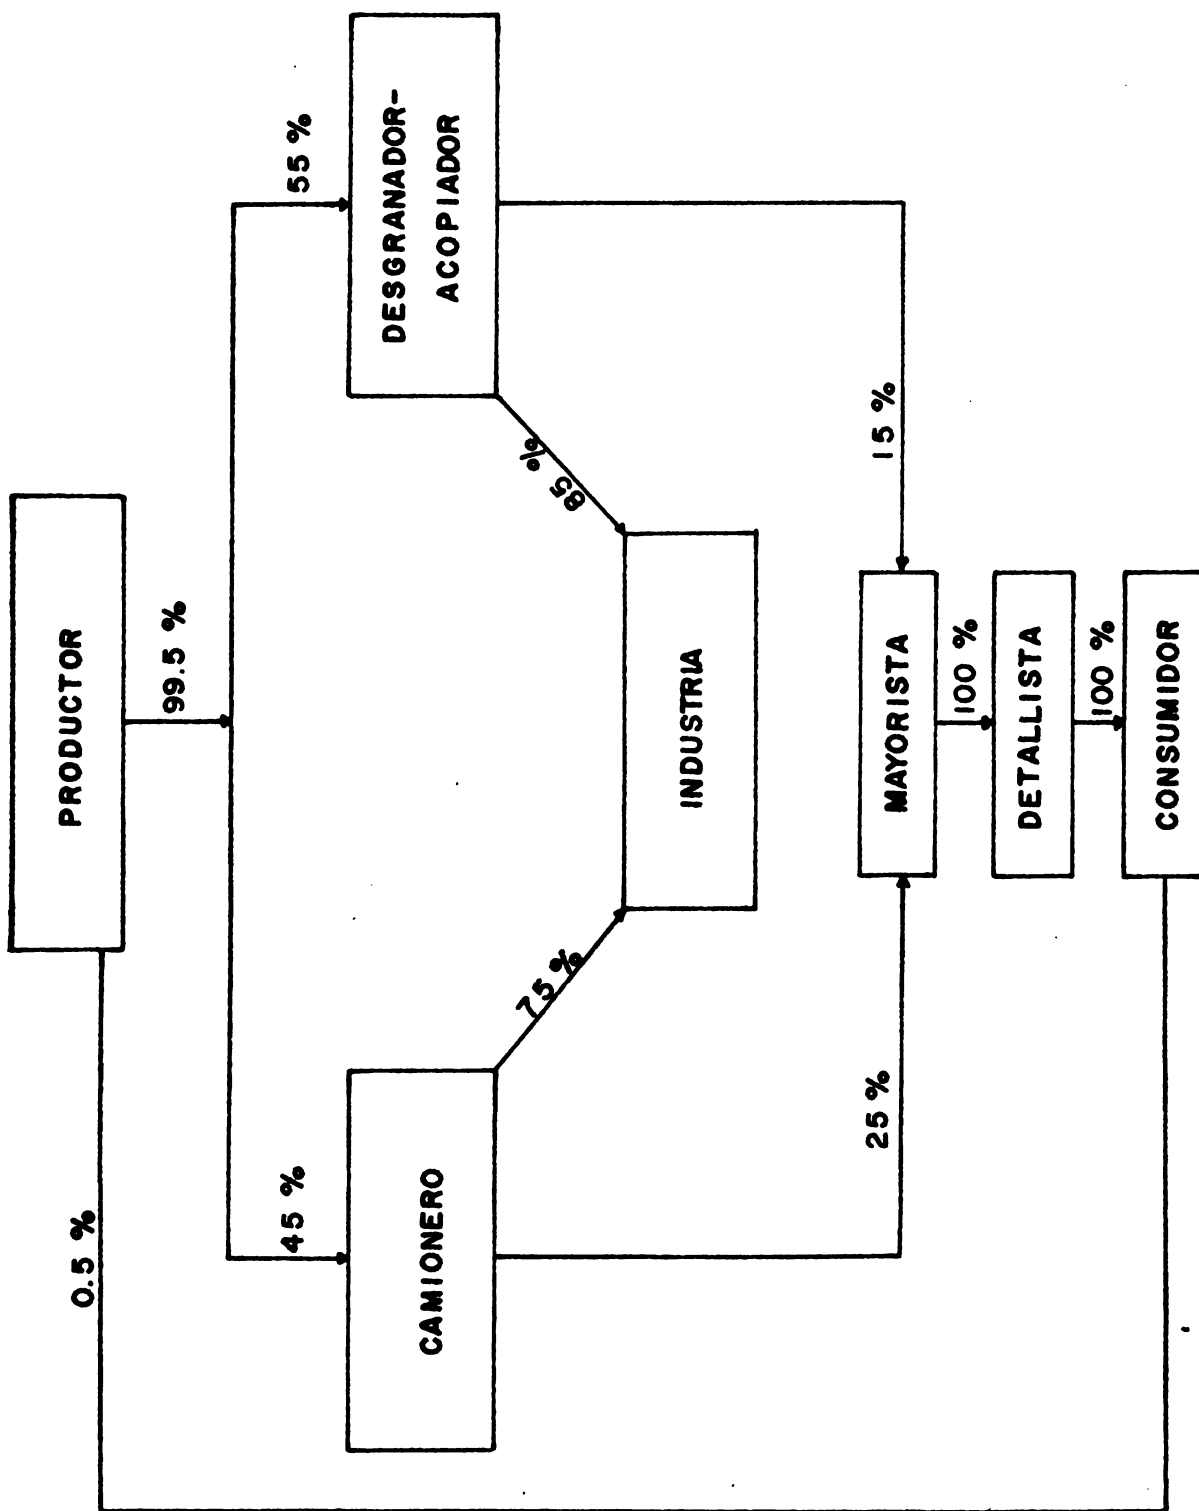 PRODUCTOR
0.5 %
99.5 %
45 %
55 %
CAMIONERO
DESGRANADOR-
ACOPIADOR
75 %
85 %
INDUSTRIA
25 %
15 %
MAYORISTA
100 %
DETALLISTA
100 %
CONSUMIDOR